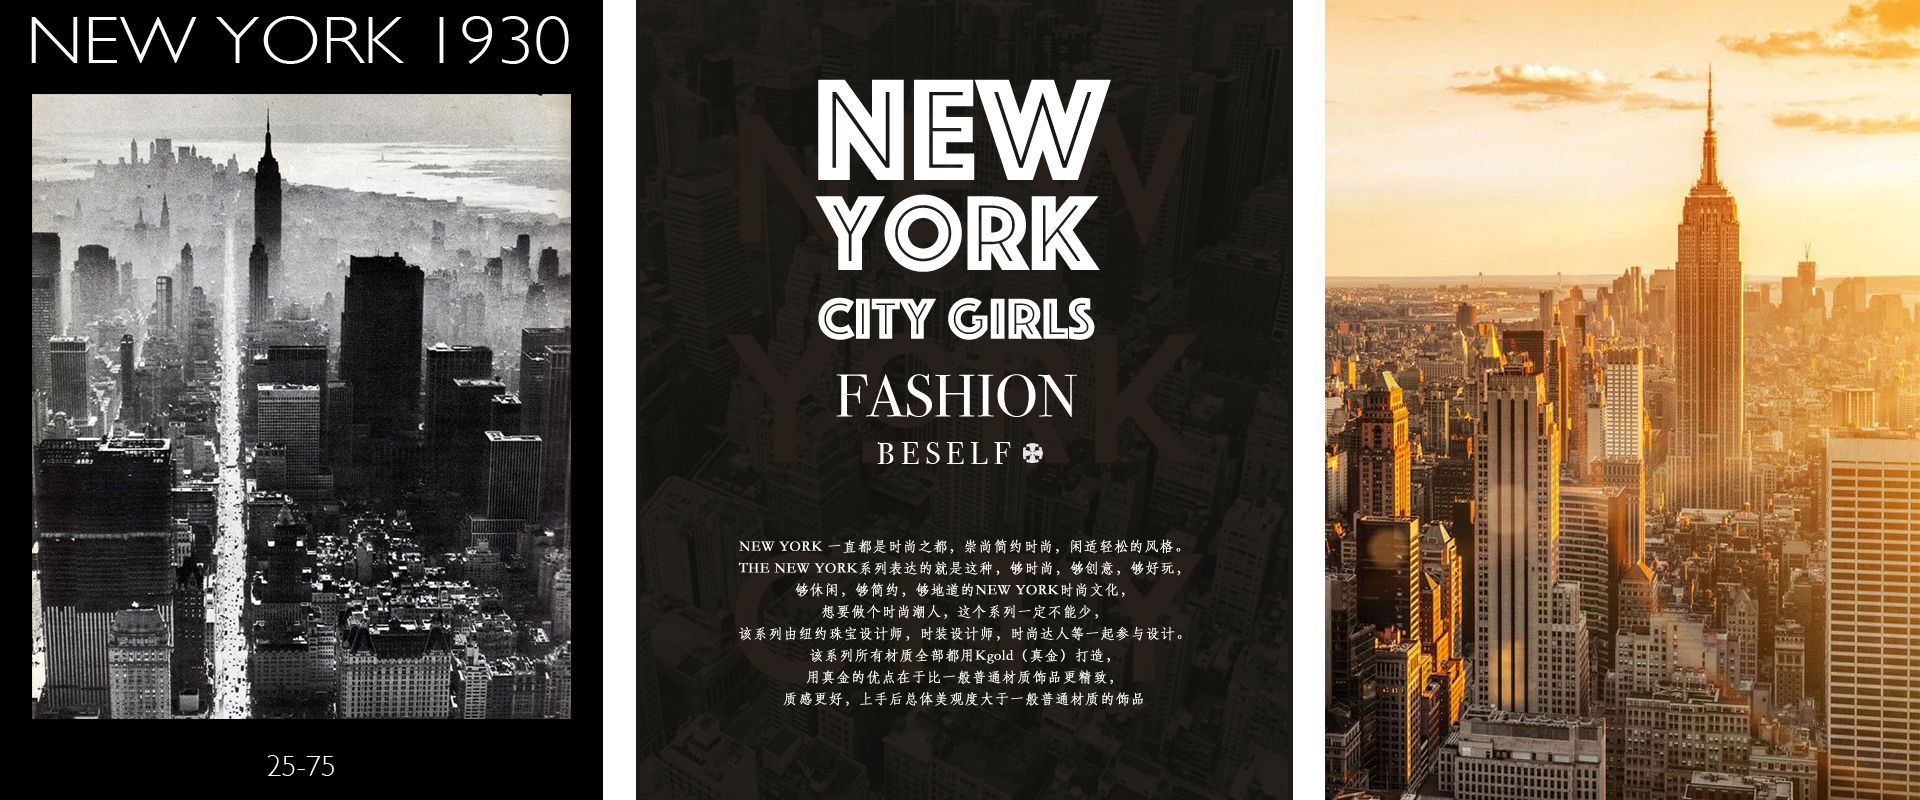 NEW YORK 1930
25-75
NEW
YORK
CITY GIRLS
FASHION
BESELF
NEW YORK 一直都是时尚之都，崇尚简约时尚，闲适轻松的风格。
THE NEW YORK系列表达的就是这种，够时尚，够创意，够好玩，
够休闲，够简约，够地道的NEW YORK时尚文化，
想要做个时尚潮人，这个系列一定不能少，
该系列由纽约珠宝设计师，时装设计师，时尚达人等一起参与设计。
该系列所有材质全部都用Kgold（真金）打造，
用真金的优点在于比一般普通材质饰品更精致，
质感更好，上手后总体美观度大于一般普通材质的饰品
NEW
YORK
CITY